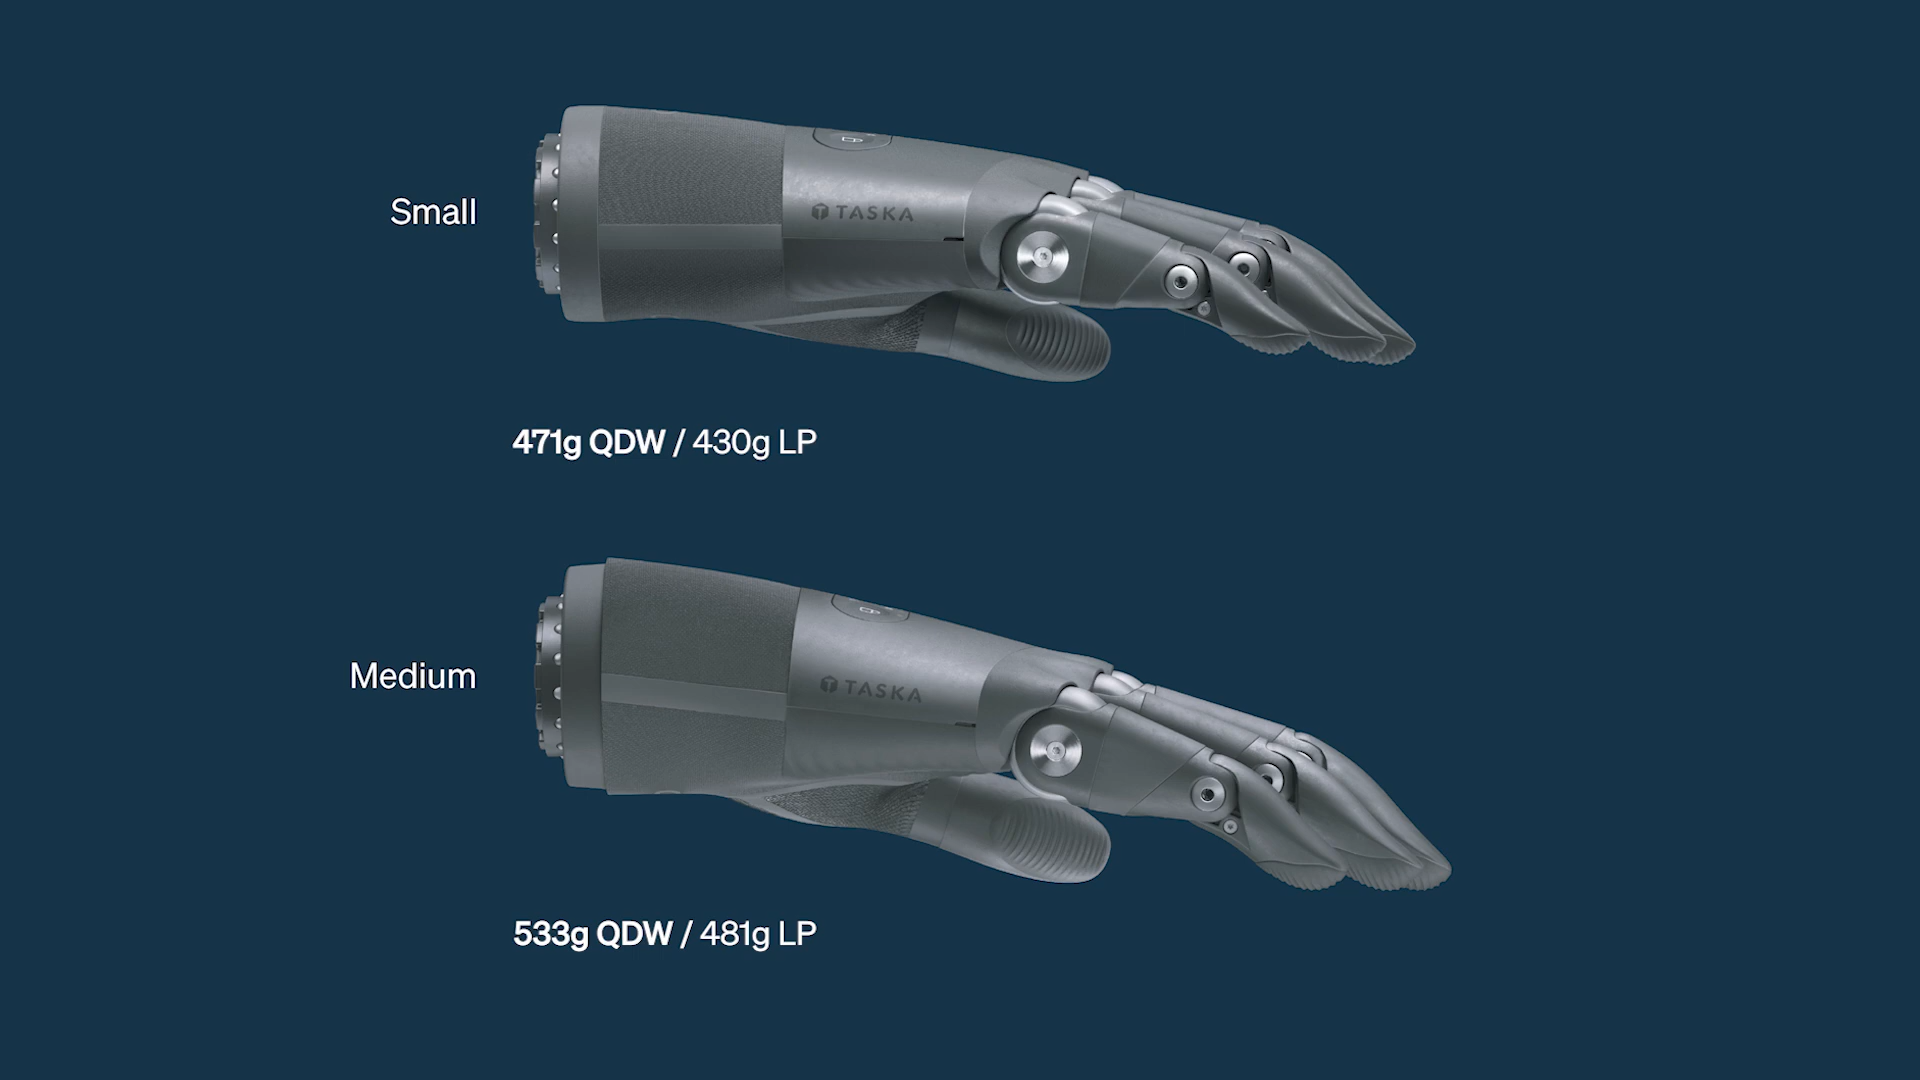 Small
TASKA
471g QDW / 430g LP
Medium
TASKA
533g QDW / 481g LP